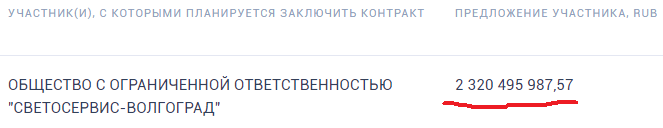 УЧАСТНИК(И), С КОТОРЫМИ ПЛАНИРУЕТСЯ ЗАКЛЮЧИТЬ КОНТРАКТ ПРЕДЛОЖЕНИЕ УЧАСТНИКА, RUB
ОБЩЕСТВО С ОГРАНИЧЕННОЙ ОТВЕТСТВЕННОСТЬЮ 2 320 495 987,57
"СВЕТОСЕРВИС-ВОЛГОГРАД"